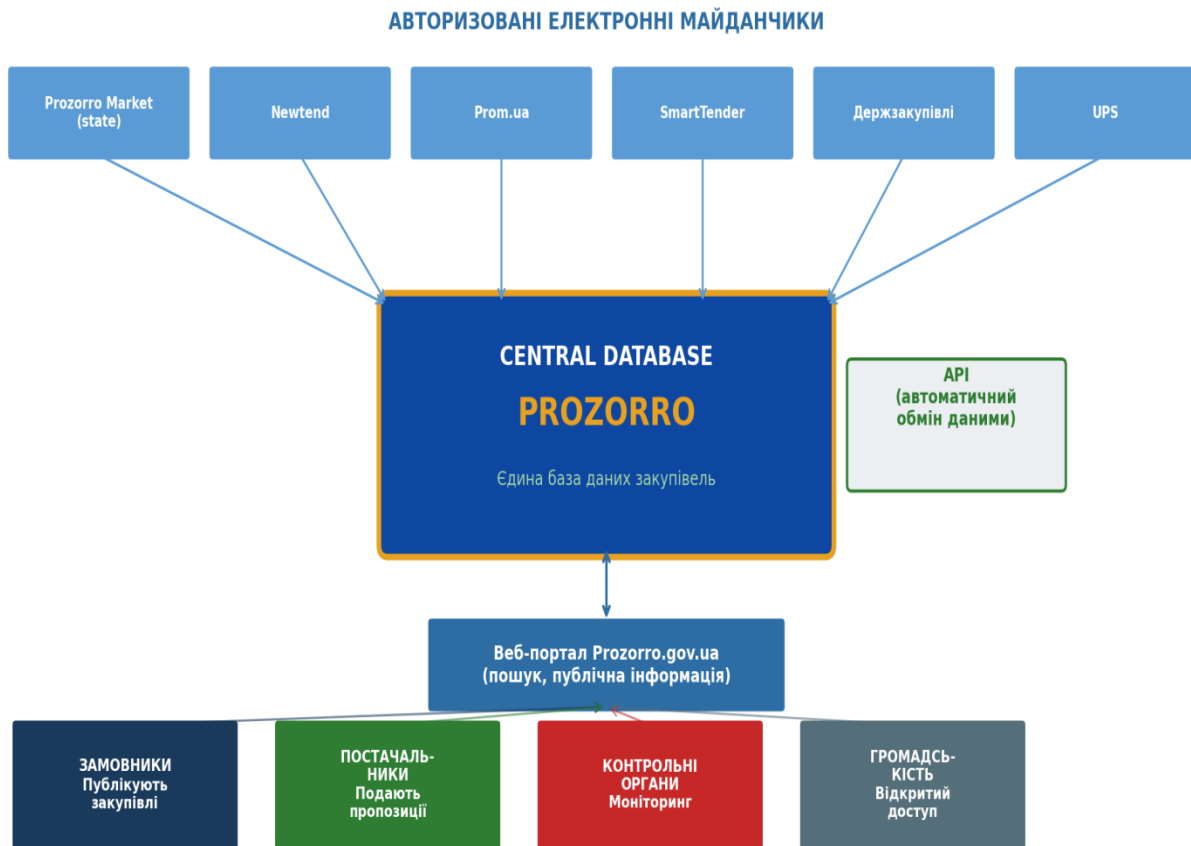 АВТОРИЗОВАНІ ЕЛЕКТРОННІ МАЙДАНЧИКИ
Prozorro Market
(state)
Newtend
Prom.ua
SmartTender
Держзакупівлі
UPS
CENTRAL DATABASE
PROZORRO
Єдина база даних закупівель
API
(автоматичний
обмін даними)
Веб-портал Prozorro.gov.ua
(пошук, публічна інформація)
ЗАМОВНИКИ
Публікують
закупівлі
ПОСТАЧАЛЬ-
НИКИ
Подають
пропозиції
КОНТРОЛЬНІ
ОРГАНИ
Моніторинг
ГРОМАДСЬ-
КІСТЬ
Відкритий
доступ